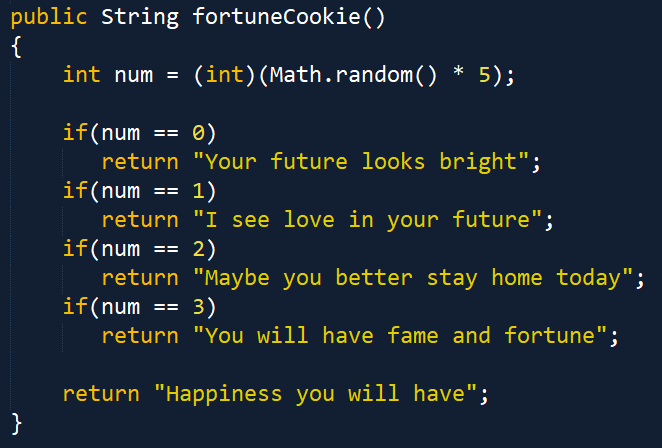 public String fortuneCookie()
{
    int num = (int)(Math.random() * 5);

    if(num == 0)
       return "Your future looks bright";
    if(num == 1)
       return "I see love in your future";
    if(num == 2)
       return "Maybe you better stay home today";
    if(num == 3)
       return "You will have fame and fortune";

    return "Happiness you will have";
}